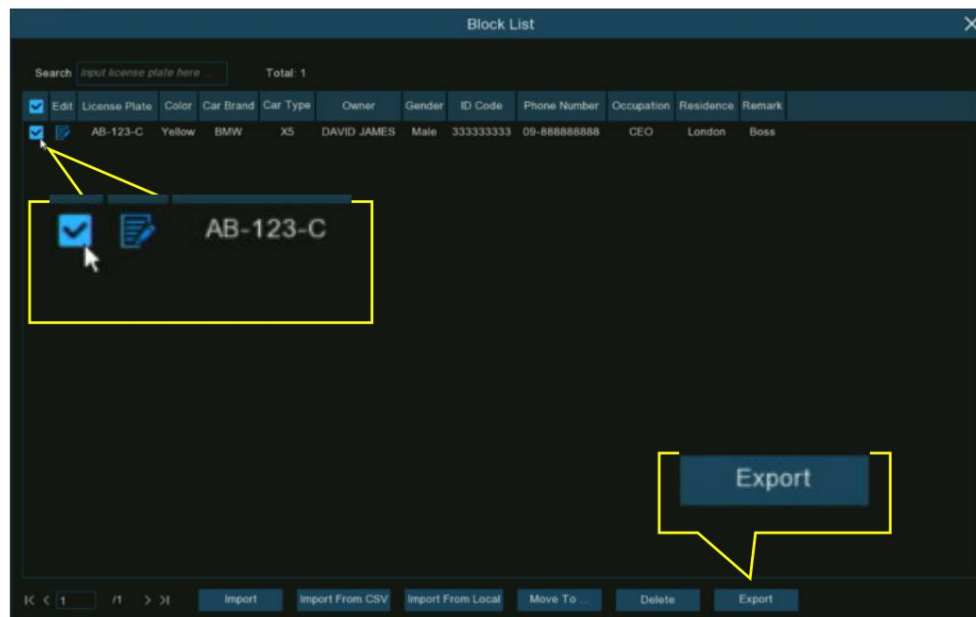 Block List
Search Input license plate here ... Total: 1
Edit License Plate Color Car Brand Car Type Owner Gender ID Code Phone Number Occupation Residence Remark
AB-123-C Yellow BMW X5 DAVID JAMES Male 333333333 09-888888888 CEO London Boss
AB-123-C
Export
1 /1 Import Import From CSV Import From Local Move To ... Delete Export